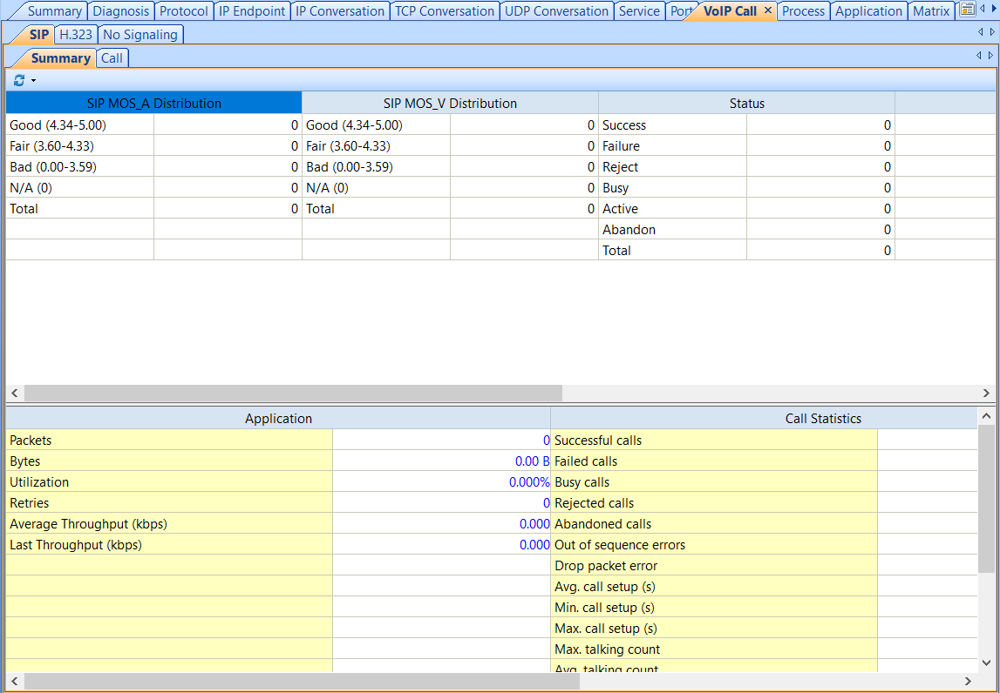 Summary Diagnosis Protocol IP Endpoint IP Conversation TCP Conversation UDP Conversation Service Port VoIP Call Process Application Matrix
SIP H.323 No Signaling
Summary Call
SIP MOS_A Distribution SIP MOS_V Distribution Status
Good (4.34-5.00) 0 Good (4.34-5.00) 0 Success 0
Fair (3.60-4.33) 0 Fair (3.60-4.33) 0 Failure 0
Bad (0.00-3.59) 0 Bad (0.00-3.59) 0 Reject 0
N/A (0) 0 N/A (0) 0 Busy 0
Total 0 Total 0 Active 0
Abandon 0
Total 0
Application Call Statistics
Packets 0 Successful calls
Bytes 0.00 B Failed calls
Utilization 0.000% Busy calls
Retries 0 Rejected calls
Average Throughput (kbps) 0.000 Abandoned calls
Last Throughput (kbps) 0.000 Out of sequence errors
Drop packet error
Avg. call setup (s)
Min. call setup (s)
Max. call setup (s)
Max. talking count
Avg. talking count